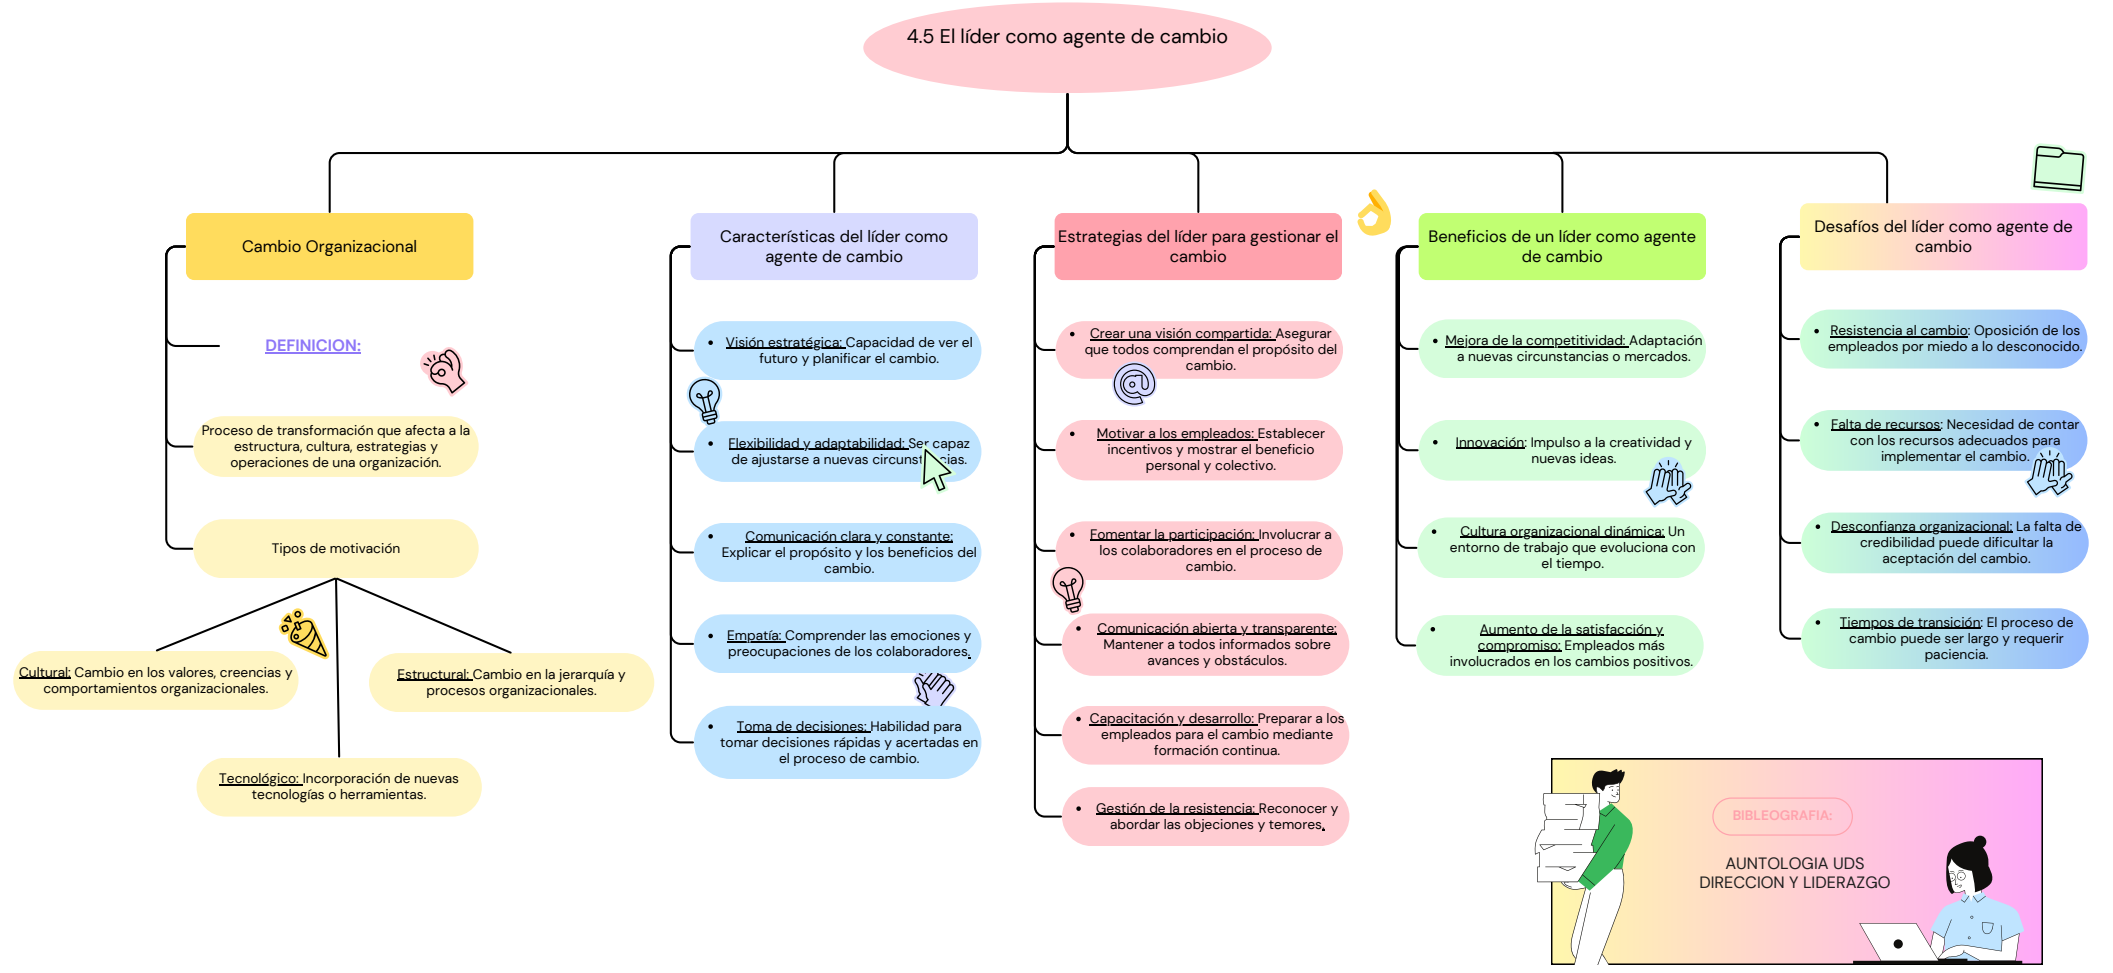 4.5 El líder como agente de cambio
Cambio Organizacional
DEFINICION:
Proceso de transformación que afecta a la
estructura, cultura, estrategias y
operaciones de una organización.
Tipos de motivación
Cultural: Cambio en los valores, creencias y
comportamientos organizacionales.
Estructural: Cambio en la jerarquía y
procesos organizacionales.
Tecnológico: Incorporación de nuevas
tecnologías o herramientas.
Características del líder como
agente de cambio
• Visión estratégica: Capacidad de ver el
futuro y planificar el cambio.
• Flexibilidad y adaptabilidad: Ser capaz
de ajustarse a nuevas circunstancias.
• Comunicación clara y constante:
Explicar el propósito y los beneficios del
cambio.
• Empatía: Comprender las emociones y
preocupaciones de los colaboradores.
• Toma de decisiones: Habilidad para
tomar decisiones rápidas y acertadas en
el proceso de cambio.
Estrategias del líder para gestionar el
cambio
• Crear una visión compartida: Asegurar
que todos comprendan el propósito del
cambio.
• Motivar a los empleados: Establecer
incentivos y mostrar el beneficio
personal y colectivo.
• Fomentar la participación: Involucrar a
los colaboradores en el proceso de
cambio.
• Comunicación abierta y transparente:
Mantener a todos informados sobre
avances y obstáculos.
• Capacitación y desarrollo: Preparar a los
empleados para el cambio mediante
formación continua.
• Gestión de la resistencia: Reconocer y
abordar las objeciones y temores.
Beneficios de un líder como agente
de cambio
• Mejora de la competitividad: Adaptación
a nuevas circunstancias o mercados.
• Innovación: Impulso a la creatividad y
nuevas ideas.
• Cultura organizacional dinámica: Un
entorno de trabajo que evoluciona con
el tiempo.
• Aumento de la satisfacción y
compromiso: Empleados más
involucrados en los cambios positivos.
Desafíos del líder como agente de
cambio
• Resistencia al cambio: Oposición de los
empleados por miedo a lo desconocido.
• Falta de recursos: Necesidad de contar
con los recursos adecuados para
implementar el cambio.
• Desconfianza organizacional: La falta de
credibilidad puede dificultar la
aceptación del cambio.
• Tiempos de transición: El proceso de
cambio puede ser largo y requerir
paciencia.
BIBLEOGRAFIA:
AUNTOLOGIA UDS
DIRECCION Y LIDERAZGO